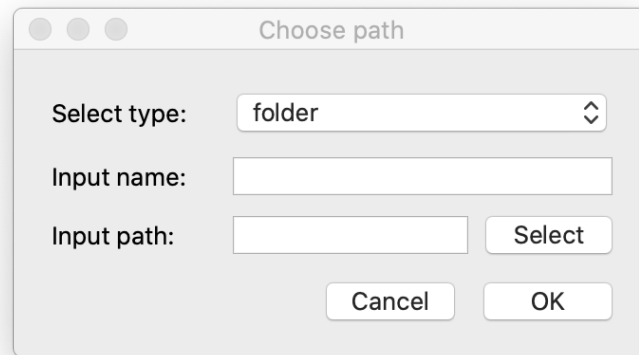 Choose path
Select type: folder
Input name:
Input path: Select
Cancel OK